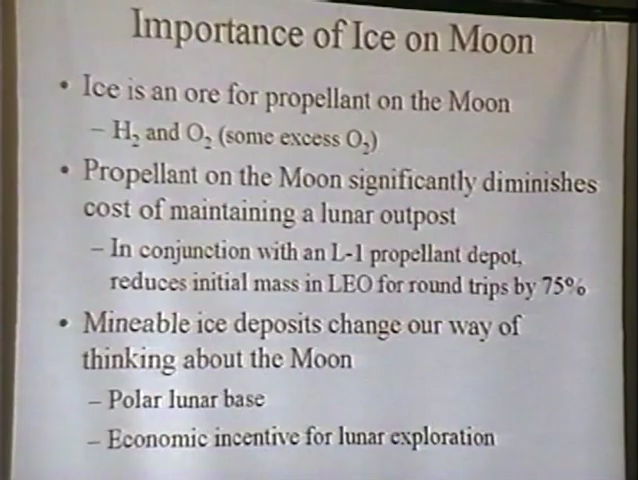 Importance of Ice on Moon
• Ice is an ore for propellant on the Moon
– H₂ and O₂ (some excess O₂)
• Propellant on the Moon significantly diminishes
cost of maintaining a lunar outpost
– In conjunction with an L-1 propellant depot,
reduces initial mass in LEO for round trips by 75%
• Mineable ice deposits change our way of
thinking about the Moon
– Polar lunar base
– Economic incentive for lunar exploration